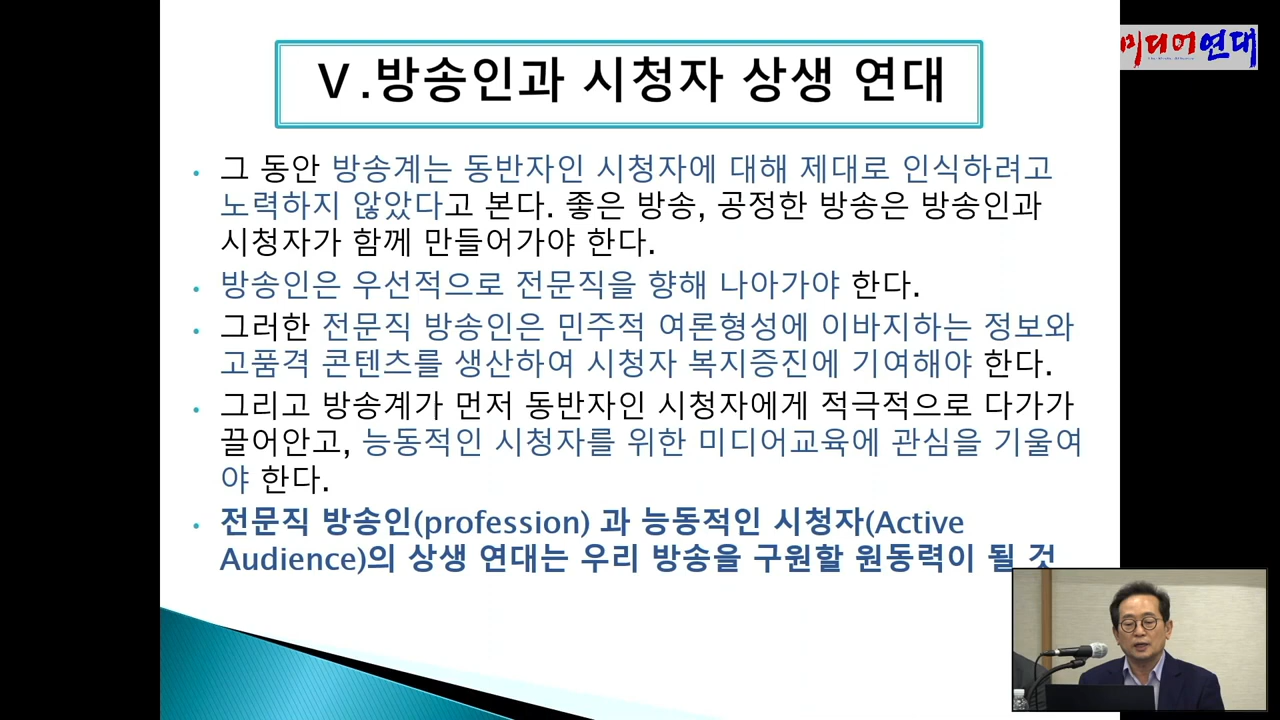 Ⅴ.방송인과 시청자 상생 연대
미디어연대
• 그 동안 방송계는 동반자인 시청자에 대해 제대로 인식하려고
노력하지 않았다고 본다. 좋은 방송, 공정한 방송은 방송인과
시청자가 함께 만들어가야 한다.
• 방송인은 우선적으로 전문직을 향해 나아가야 한다.
• 그러한 전문직 방송인은 민주적 여론형성에 이바지하는 정보와
고품격 콘텐츠를 생산하여 시청자 복지증진에 기여해야 한다.
• 그리고 방송계가 먼저 동반자인 시청자에게 적극적으로 다가가
끌어안고, 능동적인 시청자를 위한 미디어교육에 관심을 기울여
야 한다.
• 전문직 방송인(profession) 과 능동적인 시청자(Active
Audience)의 상생 연대는 우리 방송을 구원할 원동력이 될 것